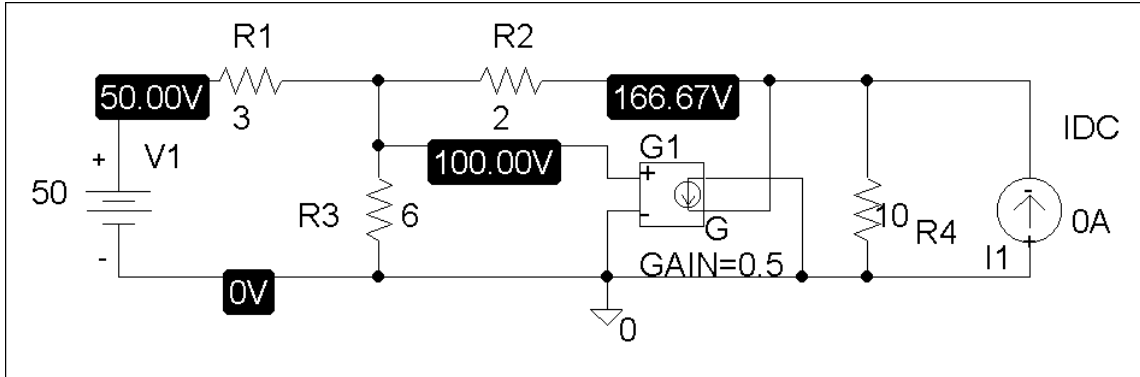 R1
R2
50.00V
166.67V
3
2
IDC
+
V1
100.00V
G1
50
+
R3
6
-
10
0A
R4
-
G
-
+
I1
GAIN=0.5
0V
0